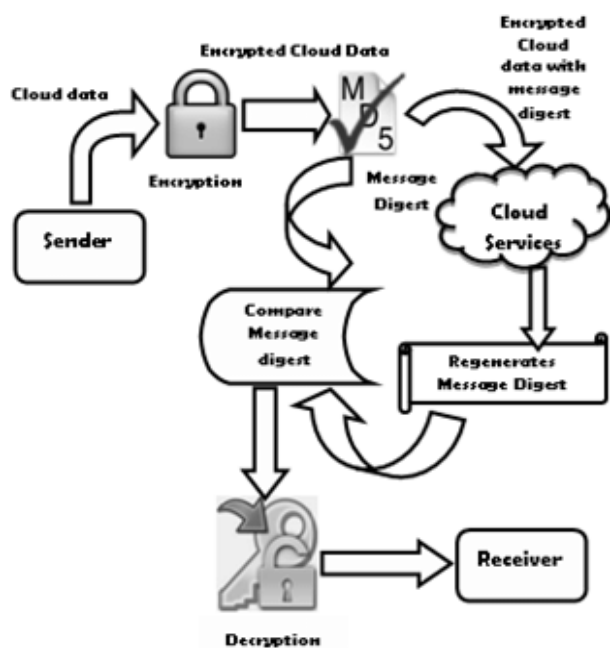 Encrypted Cloud Data
Encrypted
Cloud
data with
message
digest
Cloud data
M
D
5
Encryption
Message
Digest
Sender
Cloud
Services
Compare
Message
digest
Regenerates
Message Digest
Receiver
Decryption